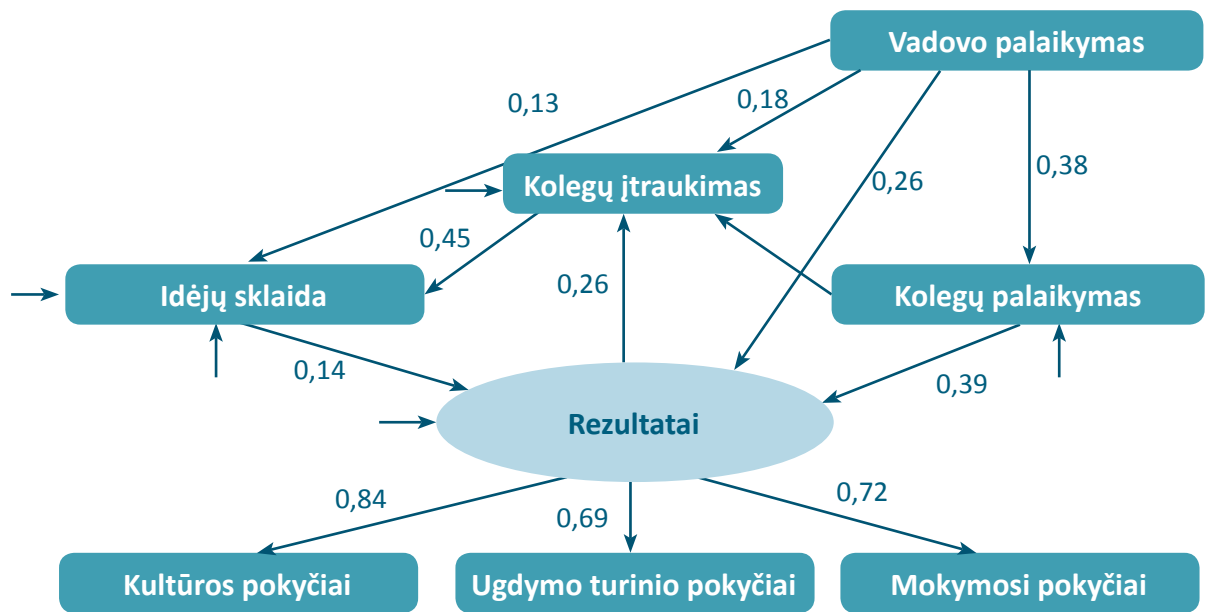 Vadovo palaikymas
0,13
0,18
Kolegų įtraukimas
0,26
0,38
0,45
Idėjų sklaida
0,26
Kolegų palaikymas
0,14
0,39
Rezultatai
0,84
0,69
0,72
Kultūros pokyčiai
Ugdymo turinio pokyčiai
Mokymosi pokyčiai